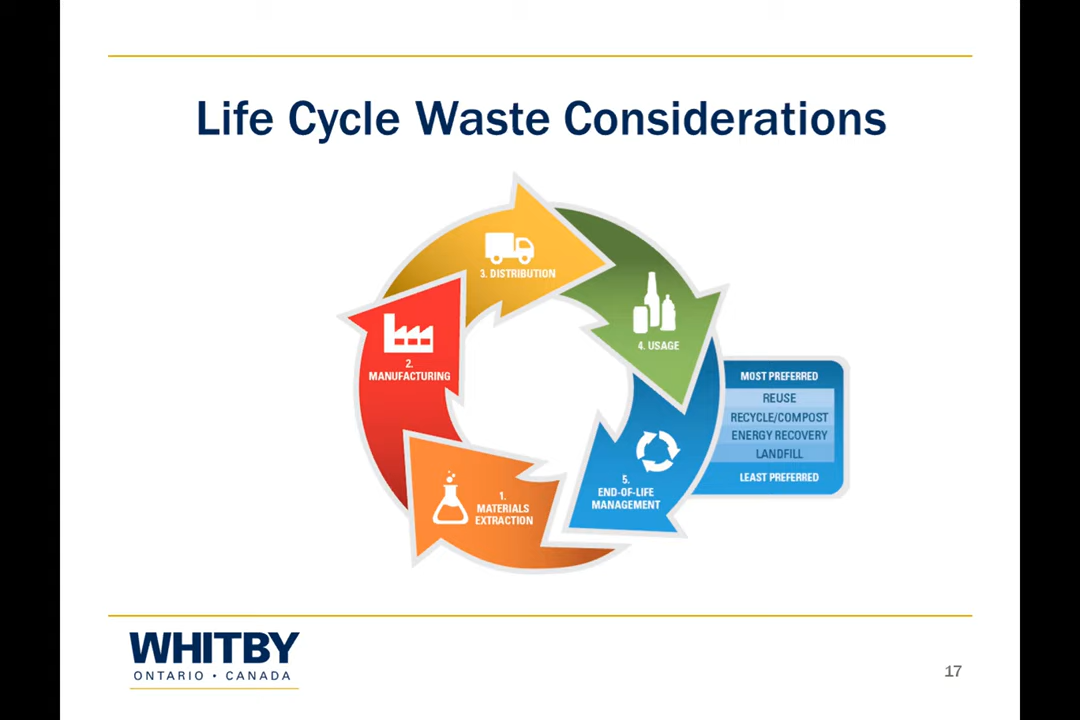 Life Cycle Waste Considerations
3. DISTRIBUTION
4. USAGE
2.
MANUFACTURING
MOST PREFERRED
REUSE
RECYCLE/COMPOST
ENERGY RECOVERY
LANDFILL
LEAST PREFERRED
5.
END-OF-LIFE
MANAGEMENT
1.
MATERIALS
EXTRACTION
WHITBY
ONTARIO • CANADA
17